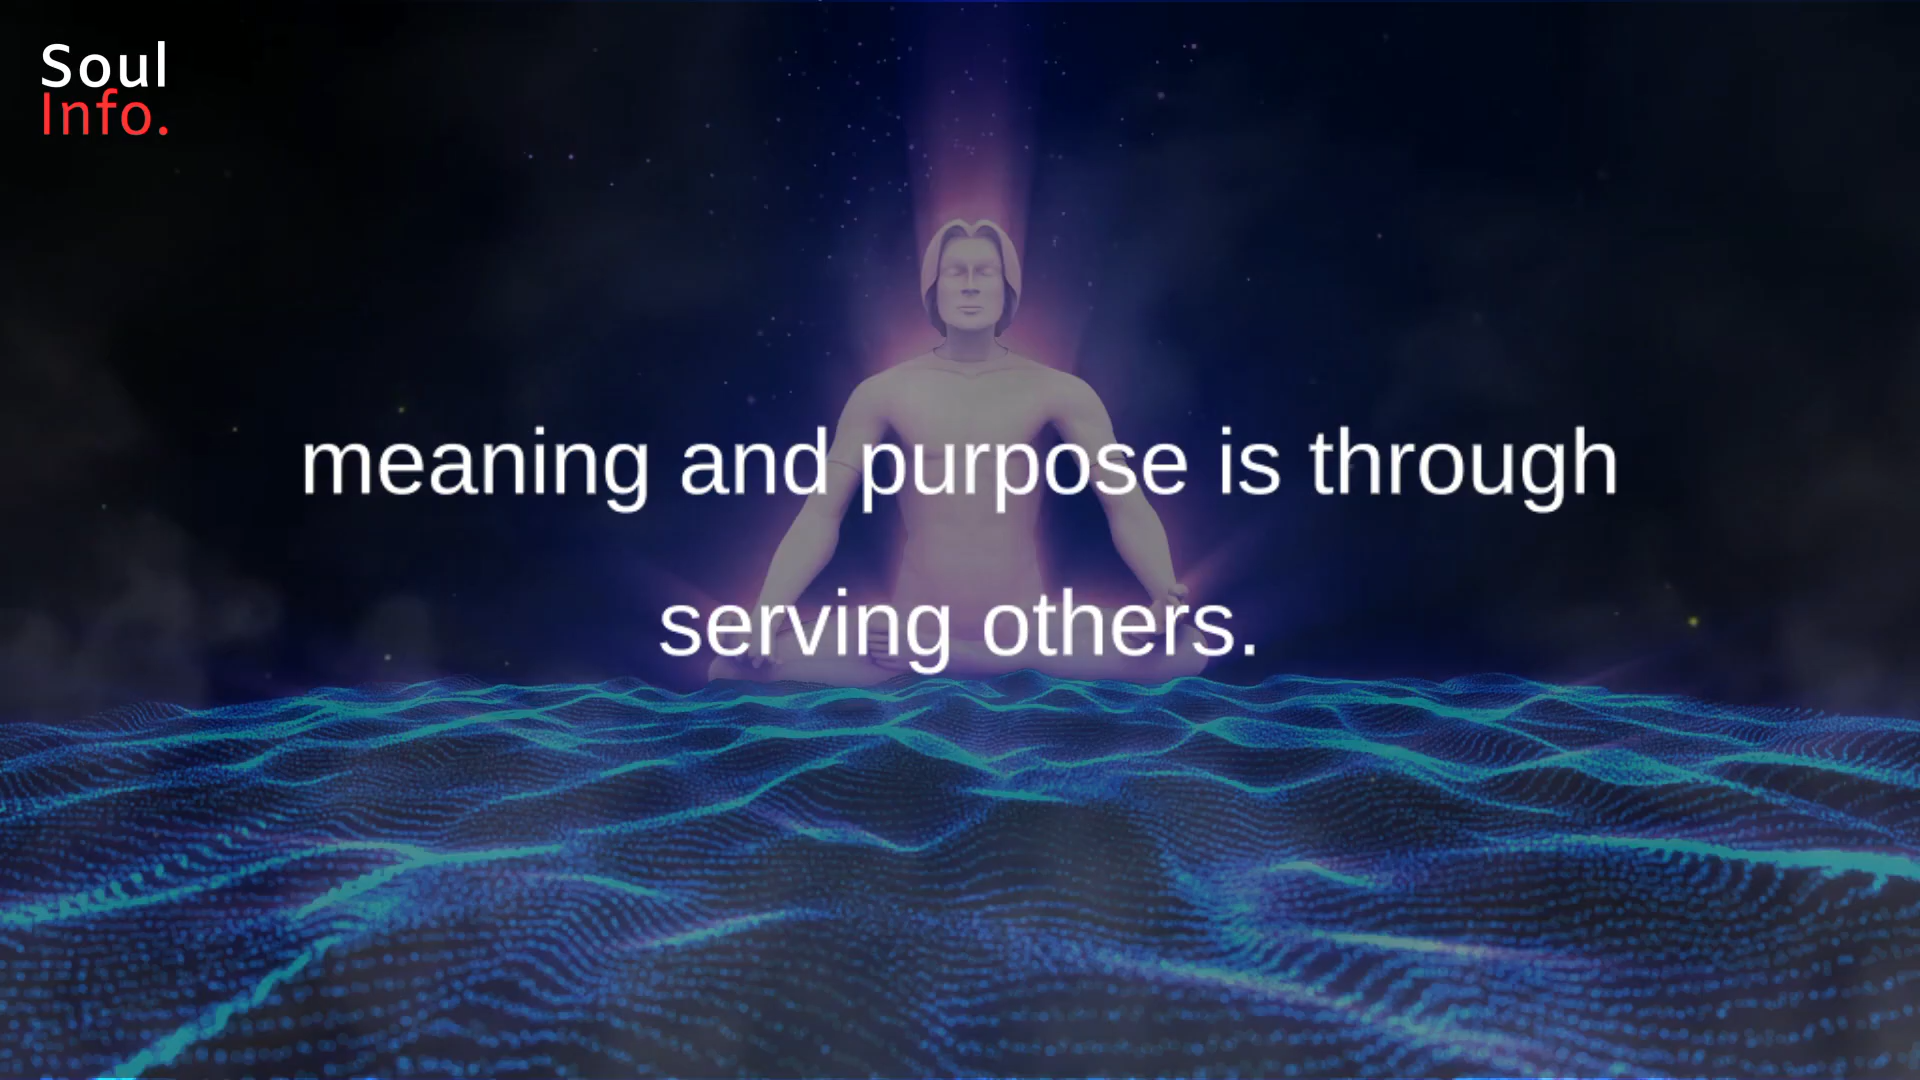 Soul
Info.
meaning and purpose is through
serving others.